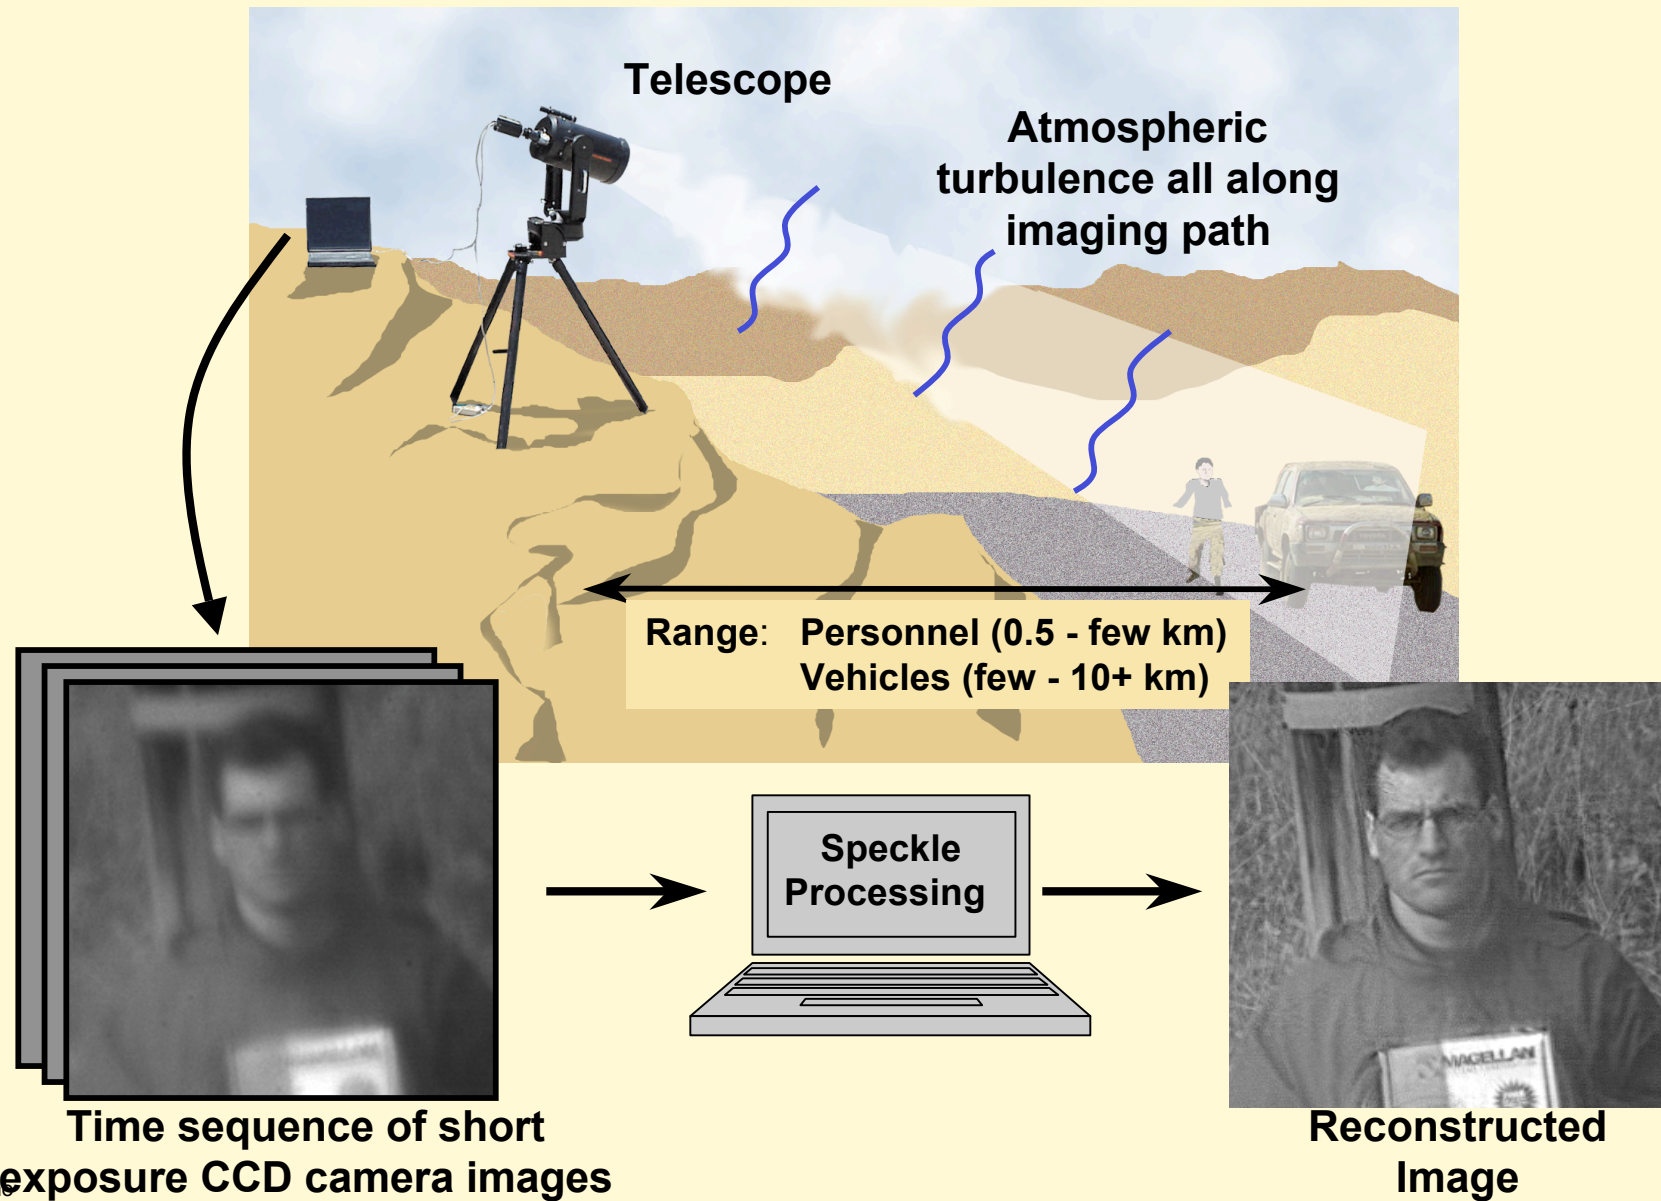 Telescope
Atmospheric
turbulence all along
imaging path
Range: Personnel (0.5 - few km)
Vehicles (few - 10+ km)
Speckle
Processing
MAGELLAN
Time sequence of short
exposure CCD camera images
Reconstructed
Image